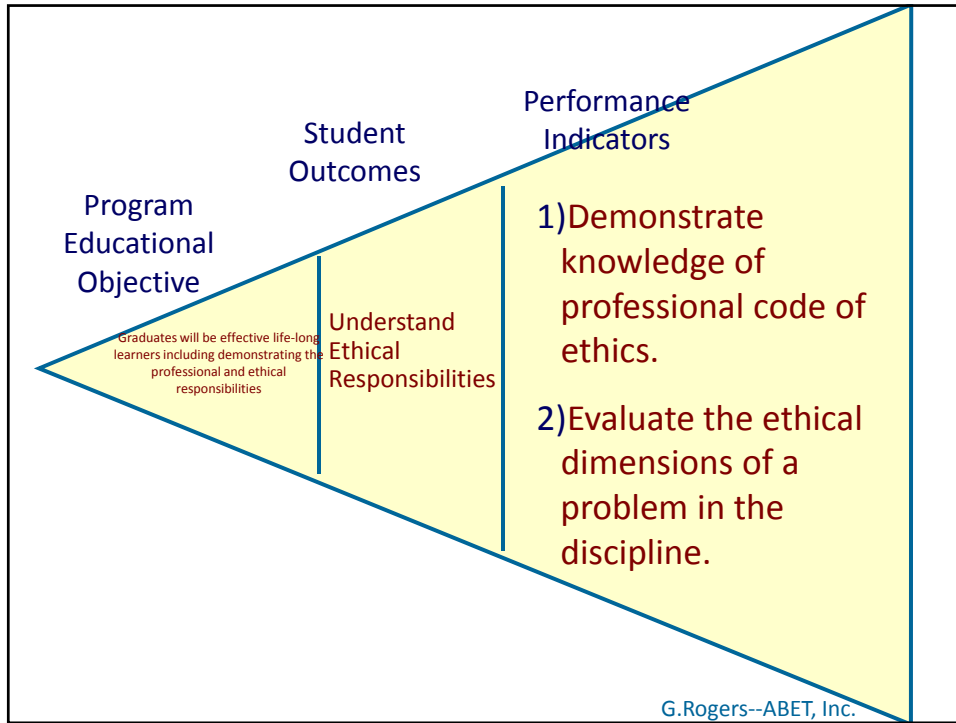 Program
Educational
Objective
Graduates will be effective life-long
learners including demonstrating the
professional and ethical
responsibilities
Student
Outcomes
Understand
Ethical
Responsibilities
Performance
Indicators
1)Demonstrate
knowledge of
professional code of
ethics.
2)Evaluate the ethical
dimensions of a
problem in the
discipline.
G.Rogers--ABET, Inc.